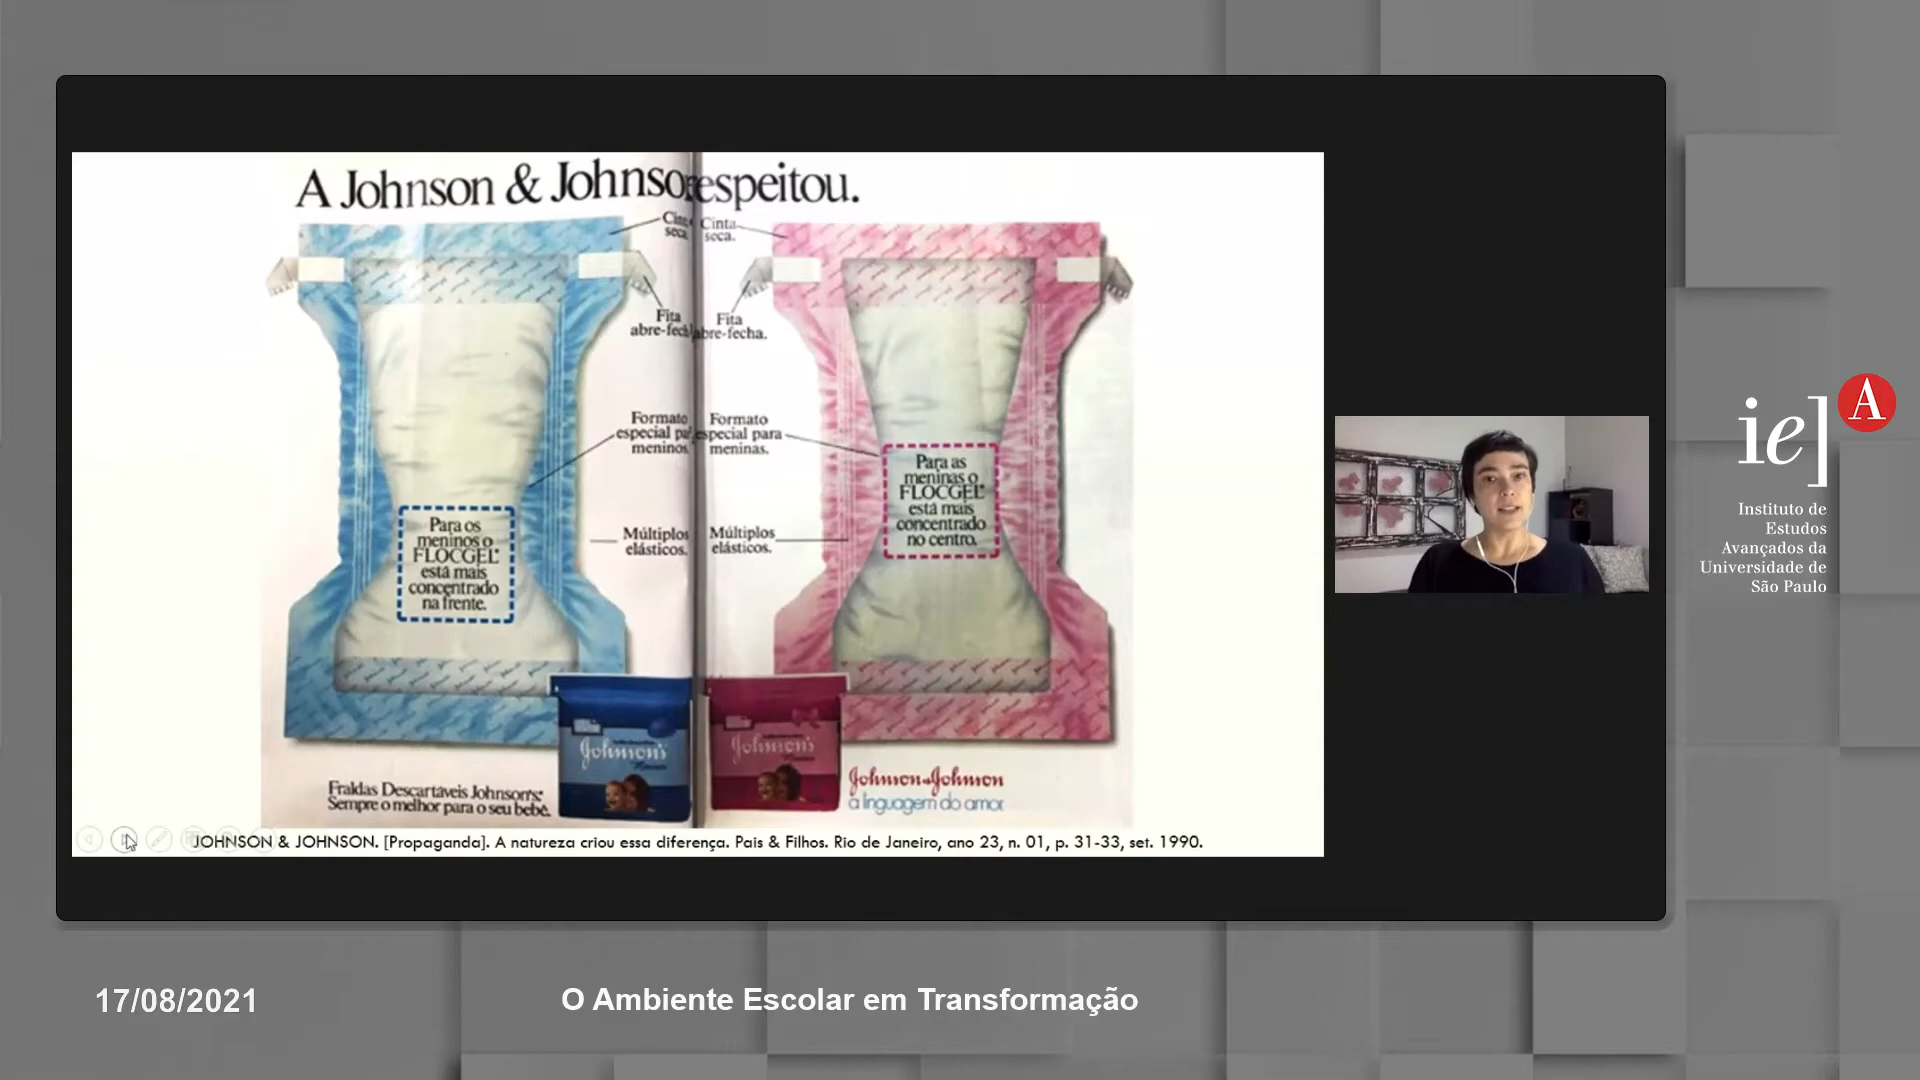 A Johnson & Johnson
respeitou.
Cinta
seca.
Cinta
seca.
Fita
abre-fecha.
Fita
abre-fecha.
Formato
especial para
meninos.
Formato
especial para
meninas.
Para os
meninos o
FLOCGEL*
está mais
concentrado
na frente.
Para as
meninas o
FLOCGEL*
está mais
concentrado
no centro.
Múltiplos
elásticos.
Múltiplos
elásticos.
Johnson's
Johnson's
Fraldas Descartáveis Johnson's:
Sempre o melhor para o seu bebê.
Johnson&Johnson
a linguagem do amor
JOHNSON & JOHNSON. [Propaganda]. A natureza criou essa diferença. Pais & Filhos. Rio de Janeiro, ano 23, n. 01, p. 31-33, set. 1990.
ie] A
Instituto de
Estudos
Avançados da
Universidade de
São Paulo
17/08/2021
O Ambiente Escolar em Transformação